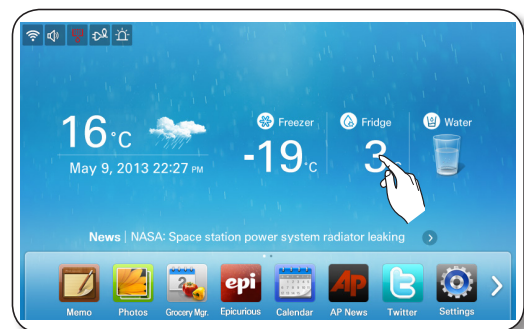 Freezer
Fridge
Water
16°C
-19°C
3°C
May 9, 2013 22:27 PM
News | NASA: Space station power system radiator leaking
2
epi
AP
Memo
Photos
Grocery Mgr.
Epicurious
Calendar
AP News
Twitter
Settings